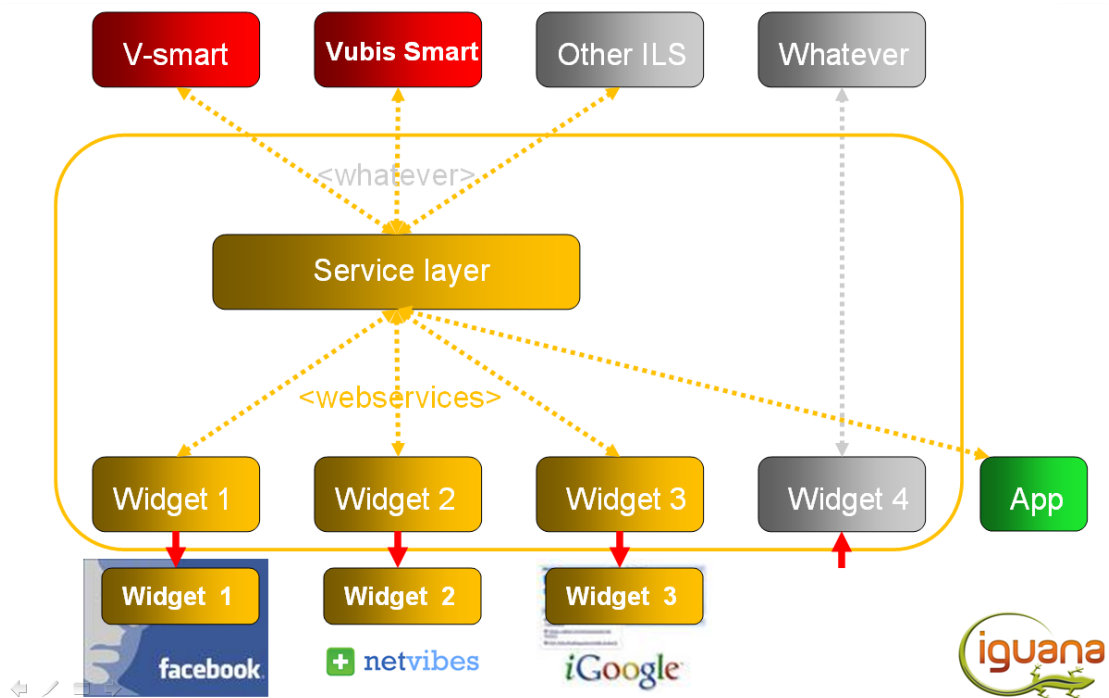 V-smart
Vubis Smart
Other ILS
Whatever
<whatever>
Service layer
<webservices>
Widget 1
Widget 2
Widget 3
Widget 4
App
Widget 1
Widget 2
Widget 3
facebook
netvibes
iGoogle
iguana